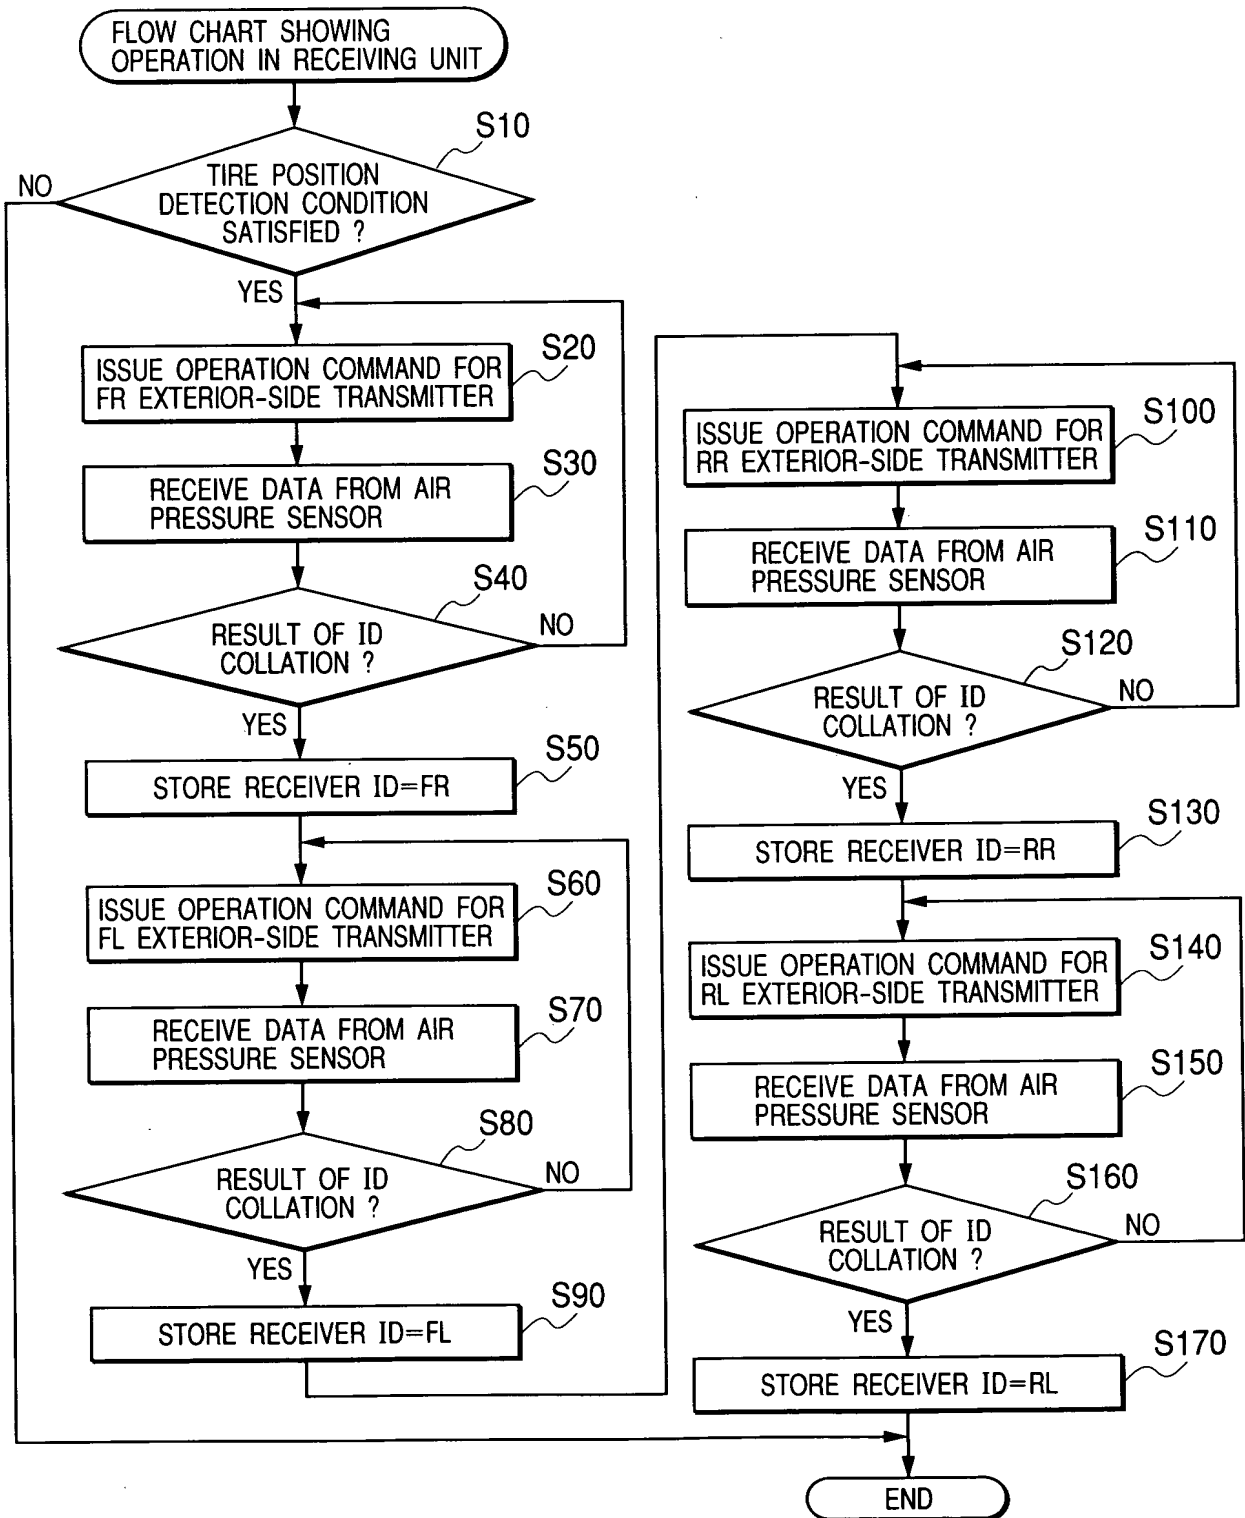 FLOW CHART SHOWING
OPERATION IN RECEIVING UNIT
S10
TIRE POSITION
DETECTION CONDITION
SATISFIED ?
NO
YES
S20
ISSUE OPERATION COMMAND FOR
FR EXTERIOR-SIDE TRANSMITTER
S30
RECEIVE DATA FROM AIR
PRESSURE SENSOR
S40
RESULT OF ID
COLLATION ?
NO
YES
S50
STORE RECEIVER ID=FR
S60
ISSUE OPERATION COMMAND FOR
FL EXTERIOR-SIDE TRANSMITTER
S70
RECEIVE DATA FROM AIR
PRESSURE SENSOR
S80
RESULT OF ID
COLLATION ?
NO
YES
S90
STORE RECEIVER ID=FL
S100
ISSUE OPERATION COMMAND FOR
RR EXTERIOR-SIDE TRANSMITTER
S110
RECEIVE DATA FROM AIR
PRESSURE SENSOR
S120
RESULT OF ID
COLLATION ?
NO
YES
S130
STORE RECEIVER ID=RR
S140
ISSUE OPERATION COMMAND FOR
RL EXTERIOR-SIDE TRANSMITTER
S150
RECEIVE DATA FROM AIR
PRESSURE SENSOR
S160
RESULT OF ID
COLLATION ?
NO
YES
S170
STORE RECEIVER ID=RL
END